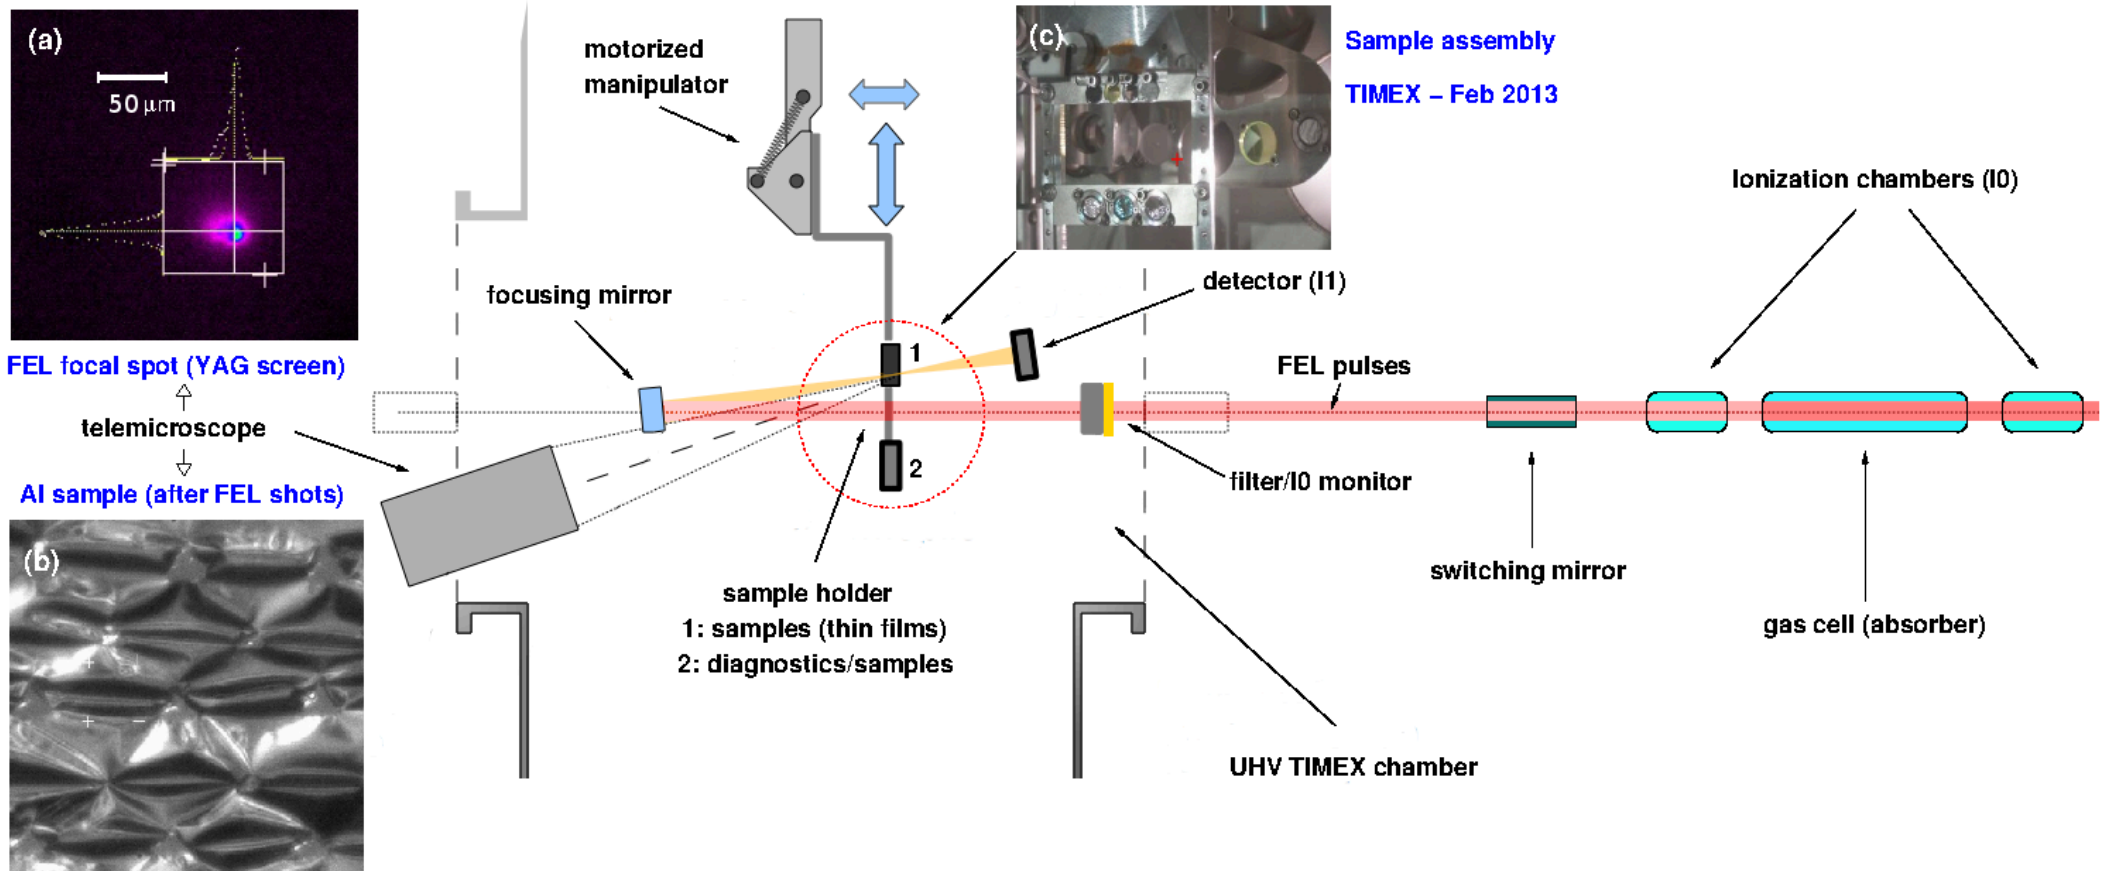 (a)
50 μm
FEL focal spot (YAG screen)
telemicroscope
Al sample (after FEL shots)
(b)
motorized
manipulator
focusing mirror
(c)
Sample assembly
TIMEX – Feb 2013
detector (I1)
1
2
FEL pulses
Ionization chambers (I0)
filter/I0 monitor
switching mirror
gas cell (absorber)
sample holder
1: samples (thin films)
2: diagnostics/samples
UHV TIMEX chamber